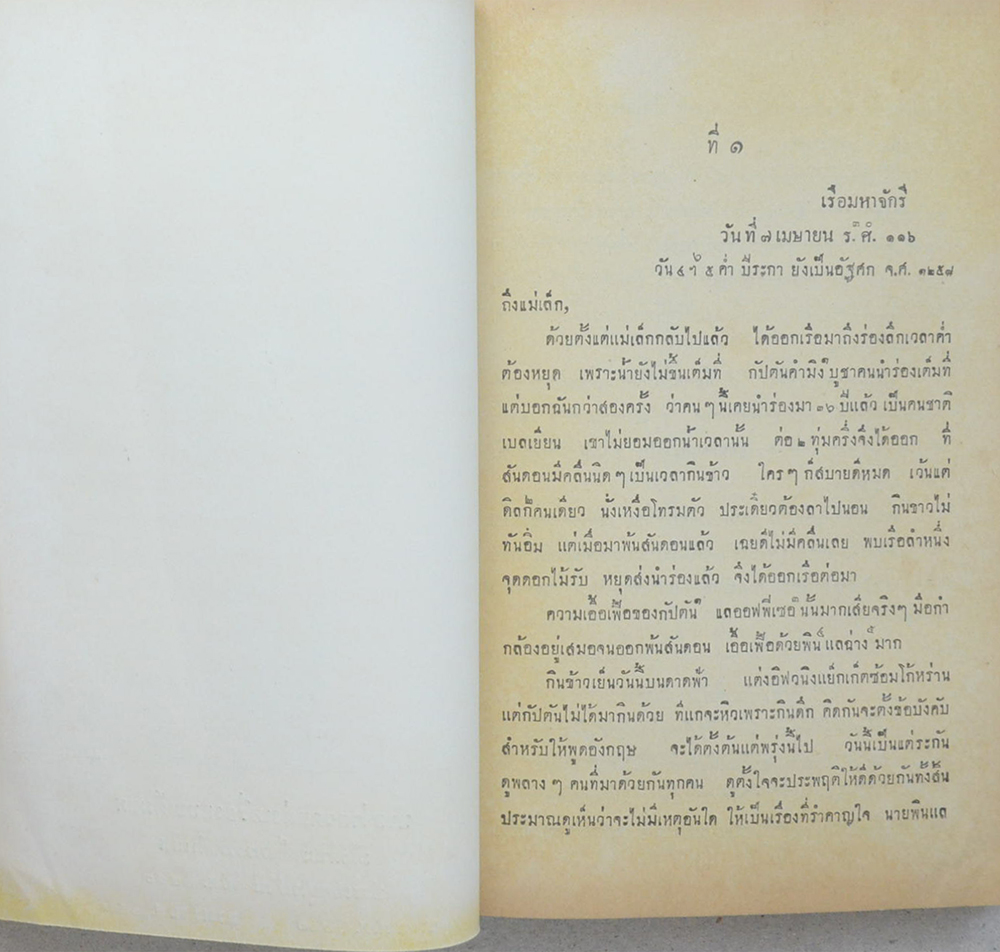 ที่ ๑
เรือมหาจักรี
วันที่ ๗ เมษายน ร.ศ. ๑๑๖
วัน ๔ ๅ ๕ ค่ำ ปีระกา ยังเป็นอัฐศก จ.ศ. ๑๒๕๘
ถึงแม่เล็ก,
ด้วยตั้งแต่แม่เล็กกลับไปแล้ว ได้ออกเรือมาถึงร่องลึกเวลาค่ำ
ต้องหยุด เพราะน้ำยังไม่ขึ้นเต็มที่ กัปตันคำมิง บูชาคนนำร่องเต็มที่
แต่บอกฉันกว่าสองครั้ง ว่าคน ๆ นี้เคยนำร่องมา ๑๖ ปีแล้ว เป็นคนชาติ
เบลเยียน เขาไม่ยอมออกน้ำเวลานั้น ต่อ ๒ ทุ่มครึ่งจึงได้ออก ที่
สันดอนมีคลื่นนิด ๆ เป็นเวลากินข้าว ใคร ๆ ก็สบายดีหมด เว้นแต่
ดิลกคนเดียว นั่งเหงื่อโทรมตัว ประเดี๋ยวต้องลาไปนอน กินข้าวไม่
ทันอิ่ม แต่เมื่อมาพ้นสันดอนแล้ว เฉยดีไม่มีคลื่นเลย พบเรือลำหนึ่ง
จุดดอกไม้รับ หยุดส่งนำร่องแล้ว จึงได้ออกเรือต่อมา
ความเอื้อเฟื้อของกัปตัน แลออฟฟีเซอ นั้นมากเสียจริงๆ มือกำ
กล้องอยู่เสมอจนออกพ้นสันดอน เอื้อเฟื้อด้วยพิน แลฉ่าง มาก
กินข้าวเย็นวันนี้บนดาดฟ้า แต่งอิฟวนิงแย็กเก็ตซ้อมโก้หร่าน
แต่กัปตันไม่ได้มากินด้วย ที่แกจะหิวเพราะกินดึก คิดกันจะตั้งข้อบังคับ
สำหรับให้พูดอังกฤษ จะได้ตั้งต้นแต่พรุ่งนี้ไป วันนี้เป็นแต่ระกัน
ดูพลาง ๆ คนที่มาด้วยกันทุกคน ดูตั้งใจจะประพฤติให้ดีด้วยกันทั้งสิ้น
ประมาณดูเห็นว่าจะไม่มีเหตุอันใด ให้เป็นเรื่องที่รำคาญใจ นายพินแล